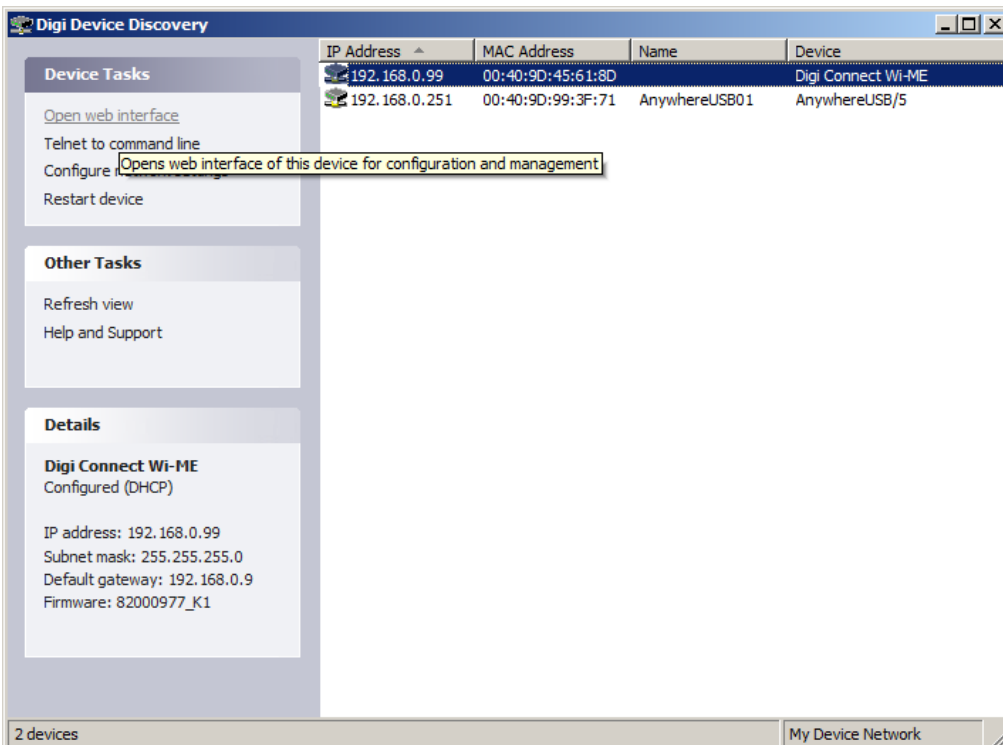 Digi Device Discovery
Device Tasks
Open web interface
Telnet to command line
Configure
Opens web interface of this device for configuration and management
Restart device
Other Tasks
Refresh view
Help and Support
Details
Digi Connect Wi-ME
Configured (DHCP)
IP address: 192.168.0.99
Subnet mask: 255.255.255.0
Default gateway: 192.168.0.9
Firmware: 82000977_K1
IP Address MAC Address Name Device
192.168.0.99 00:40:9D:45:61:8D Digi Connect Wi-ME
192.168.0.251 00:40:9D:99:3F:71 AnywhereUSB01 AnywhereUSB/5
2 devices My Device Network